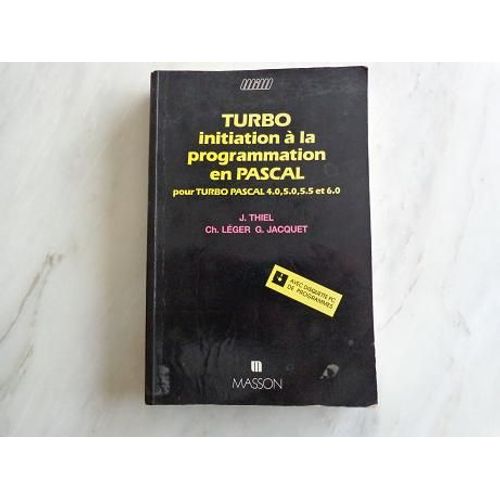 TURBO
initiation à la
programmation
en PASCAL
pour TURBO PASCAL 4.0,5.0,5.5 et 6.0
J. THIEL
Ch. LÉGER G. JACQUET
AVEC DISQUETTE PC
DE PROGRAMMES
MASSON